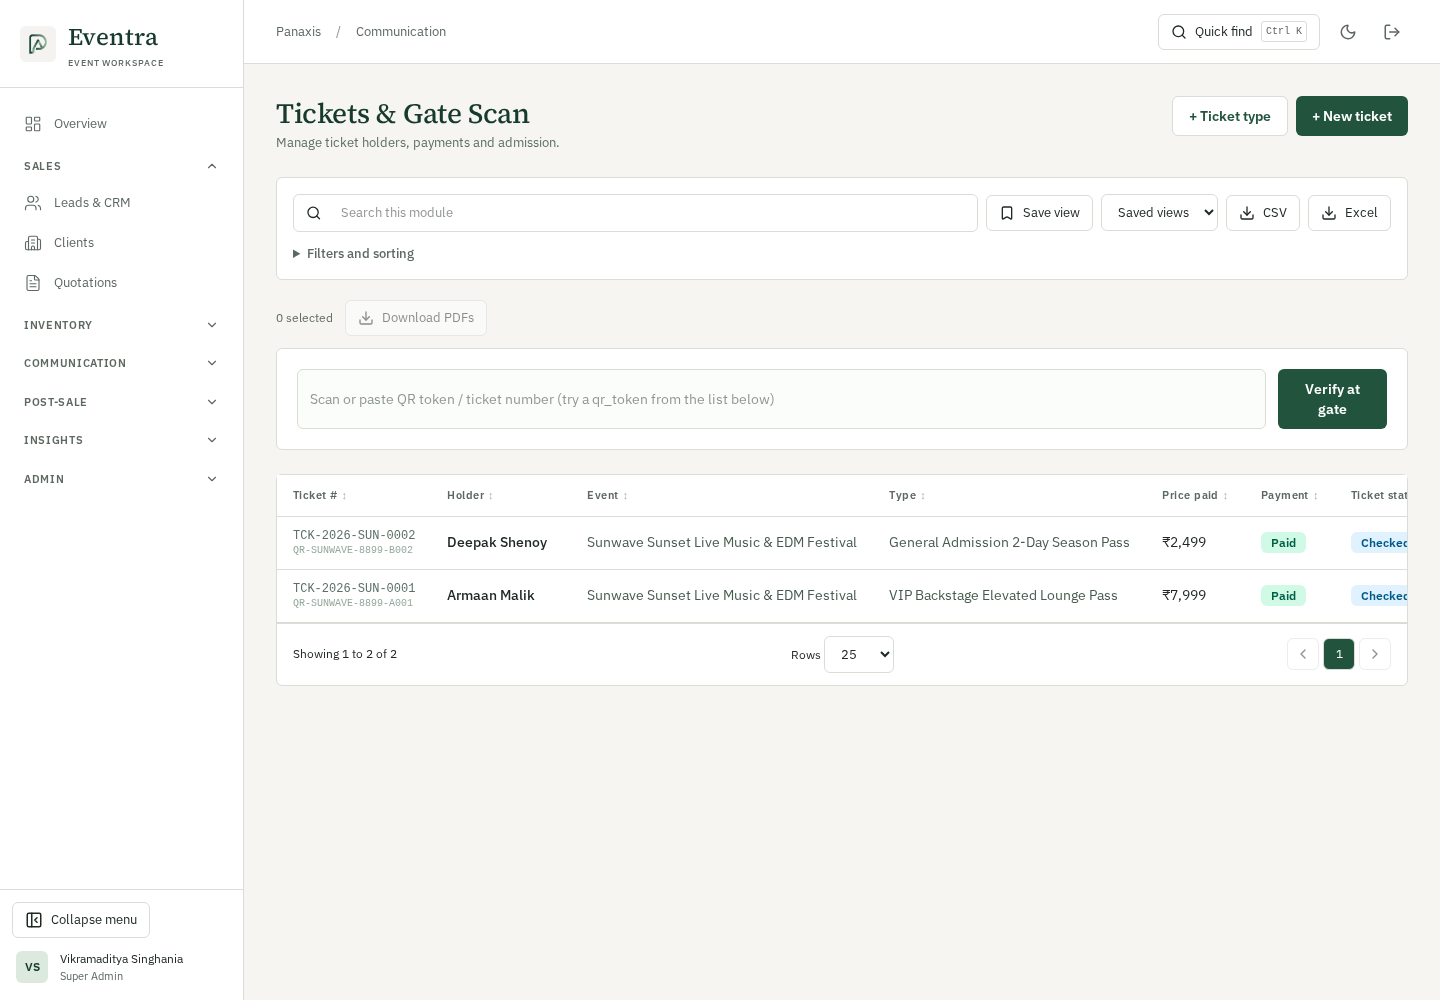 Eventra
EVENT WORKSPACE
Overview
SALES
Leads & CRM
Clients
Quotations
INVENTORY
COMMUNICATION
POST-SALE
INSIGHTS
ADMIN
Collapse menu
VS
Vikramaditya Singhania
Super Admin
Panaxis / Communication
Quick find Ctrl K
Tickets & Gate Scan
Manage ticket holders, payments and admission.
+ Ticket type
+ New ticket
Search this module
Save view
Saved views
CSV
Excel
Filters and sorting
0 selected
Download PDFs
Scan or paste QR token / ticket number (try a qr_token from the list below)
Verify at
gate
Ticket # ↕ Holder ↕ Event ↕ Type ↕ Price paid ↕ Payment ↕ Ticket stat
TCK-2026-SUN-0002
QR-SUNWAVE-8899-B002
Deepak Shenoy
Sunwave Sunset Live Music & EDM Festival
General Admission 2-Day Season Pass
₹2,499
Paid
Checked
TCK-2026-SUN-0001
QR-SUNWAVE-8899-A001
Armaan Malik
Sunwave Sunset Live Music & EDM Festival
VIP Backstage Elevated Lounge Pass
₹7,999
Paid
Checked
Showing 1 to 2 of 2
Rows 25
1